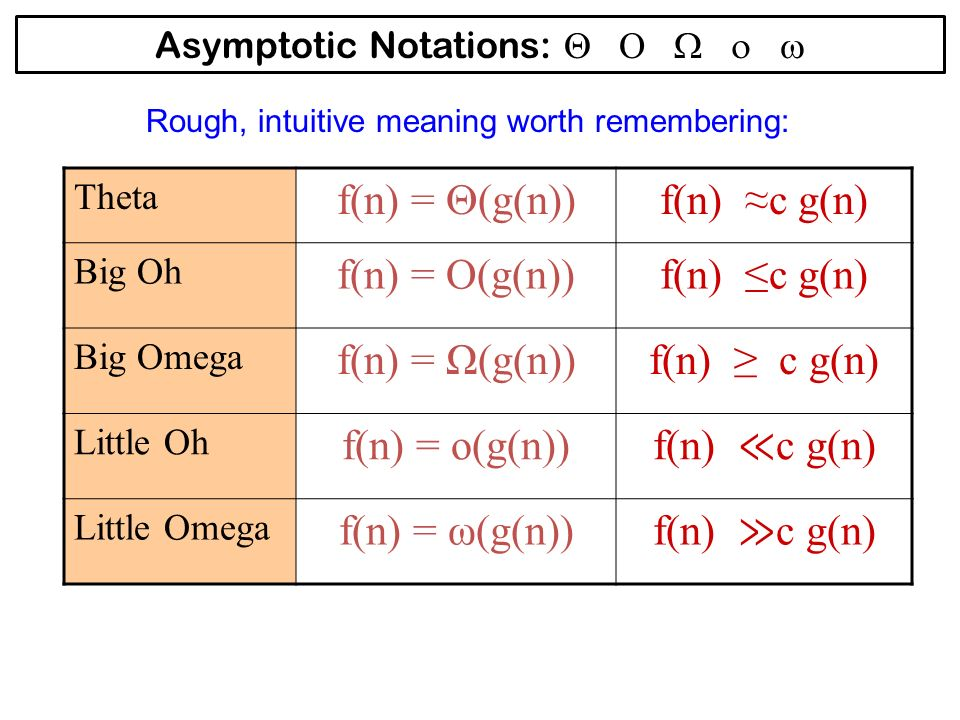 Asymptotic Notations: Θ O Ω o ω
Rough, intuitive meaning worth remembering:
Theta f(n) = Θ(g(n)) f(n) ≈c g(n)
Big Oh f(n) = O(g(n)) f(n) ≤c g(n)
Big Omega f(n) = Ω(g(n)) f(n) ≥ c g(n)
Little Oh f(n) = o(g(n)) f(n) ≪c g(n)
Little Omega f(n) = ω(g(n)) f(n) ≫c g(n)